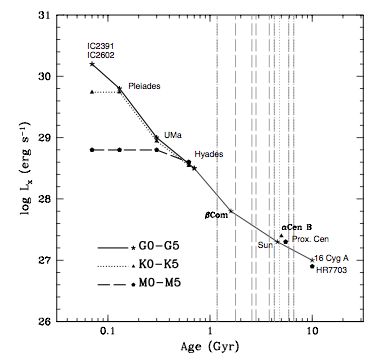 31
30
29
28
27
26
log Lx (erg s⁻¹)
IC2391
IC2602
Pleiades
UMa
Hyades
βCom
αCen B
Sun
Prox. Cen
16 Cyg A
HR7703
G0-G5
K0-K5
M0-M5
0.1
1
10
Age (Gyr)